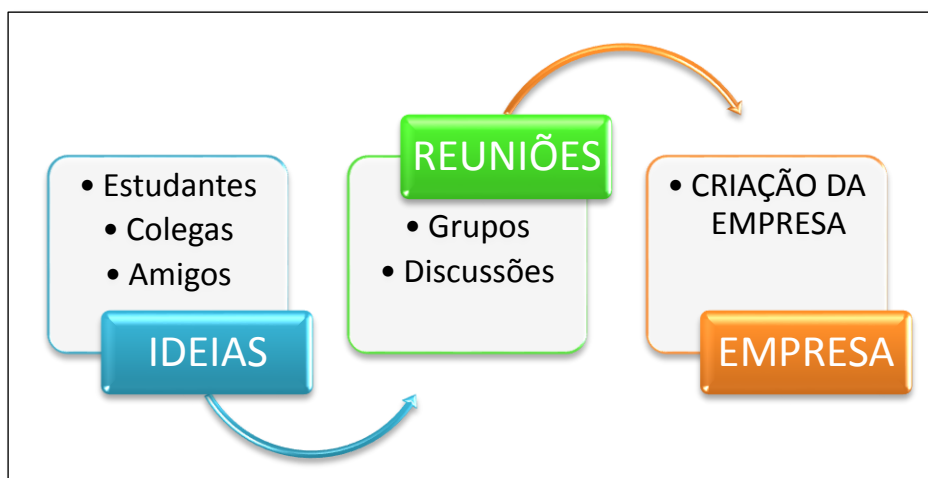 • Estudantes
• Colegas
• Amigos
IDEIAS
REUNIÕES
• Grupos
• Discussões
• CRIAÇÃO DA
EMPRESA
EMPRESA